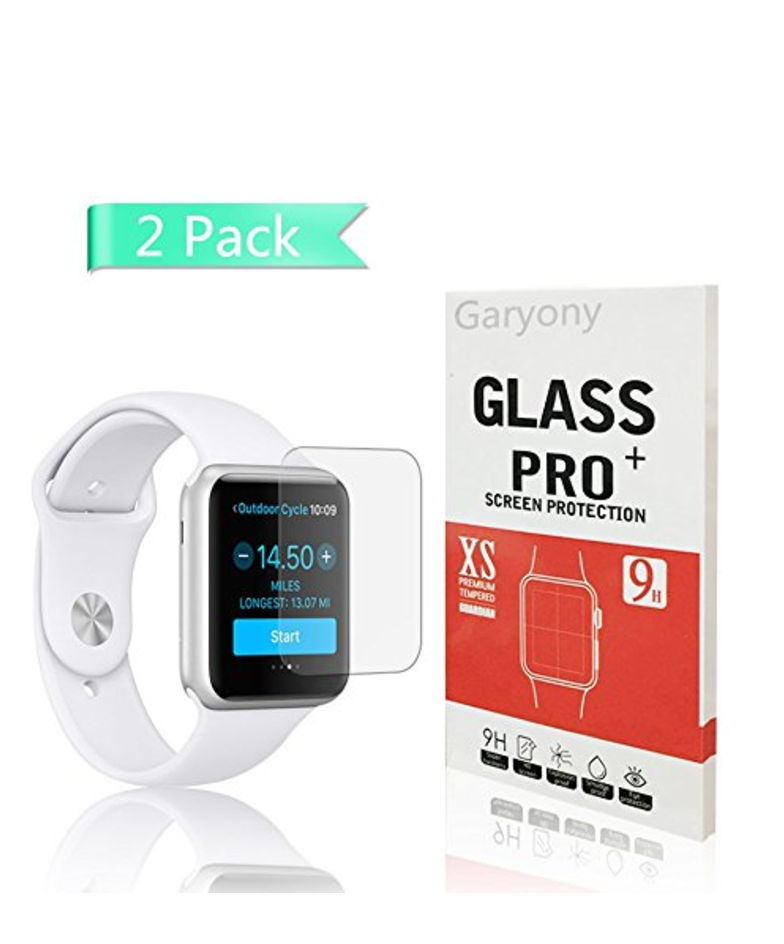 2 Pack
Garyony
GLASS
PRO+
SCREEN PROTECTION
‹Outdoor Cycle 10:09
− 14.50 +
MILES
LONGEST: 13.07 MI
Start
XS
PREMIUM
TEMPERED
GUARDIAN
9H
9H